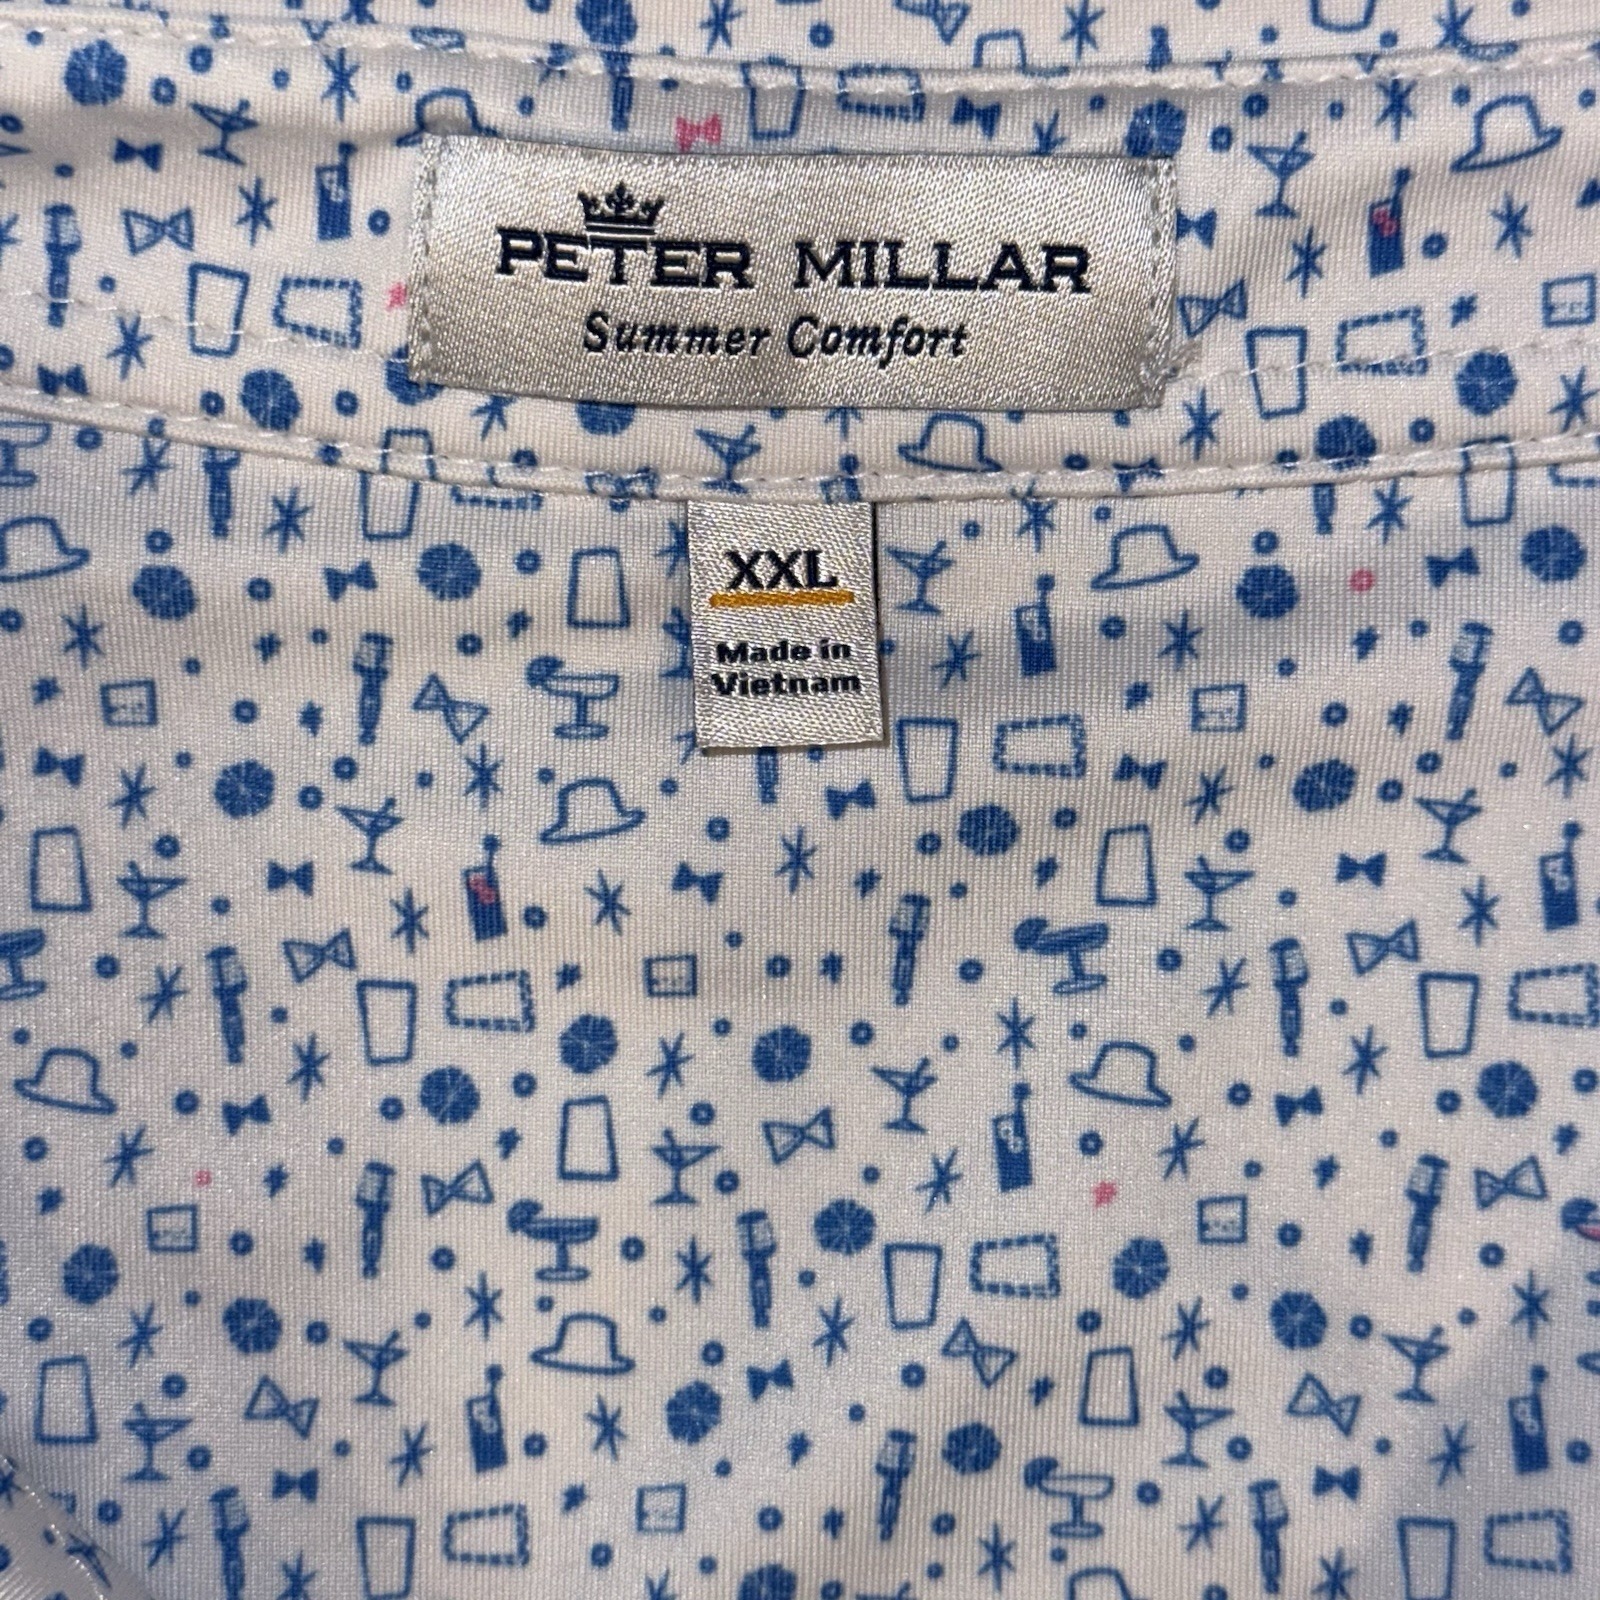 PETER MILLAR
Summer Comfort
XXL
Made in
Vietnam